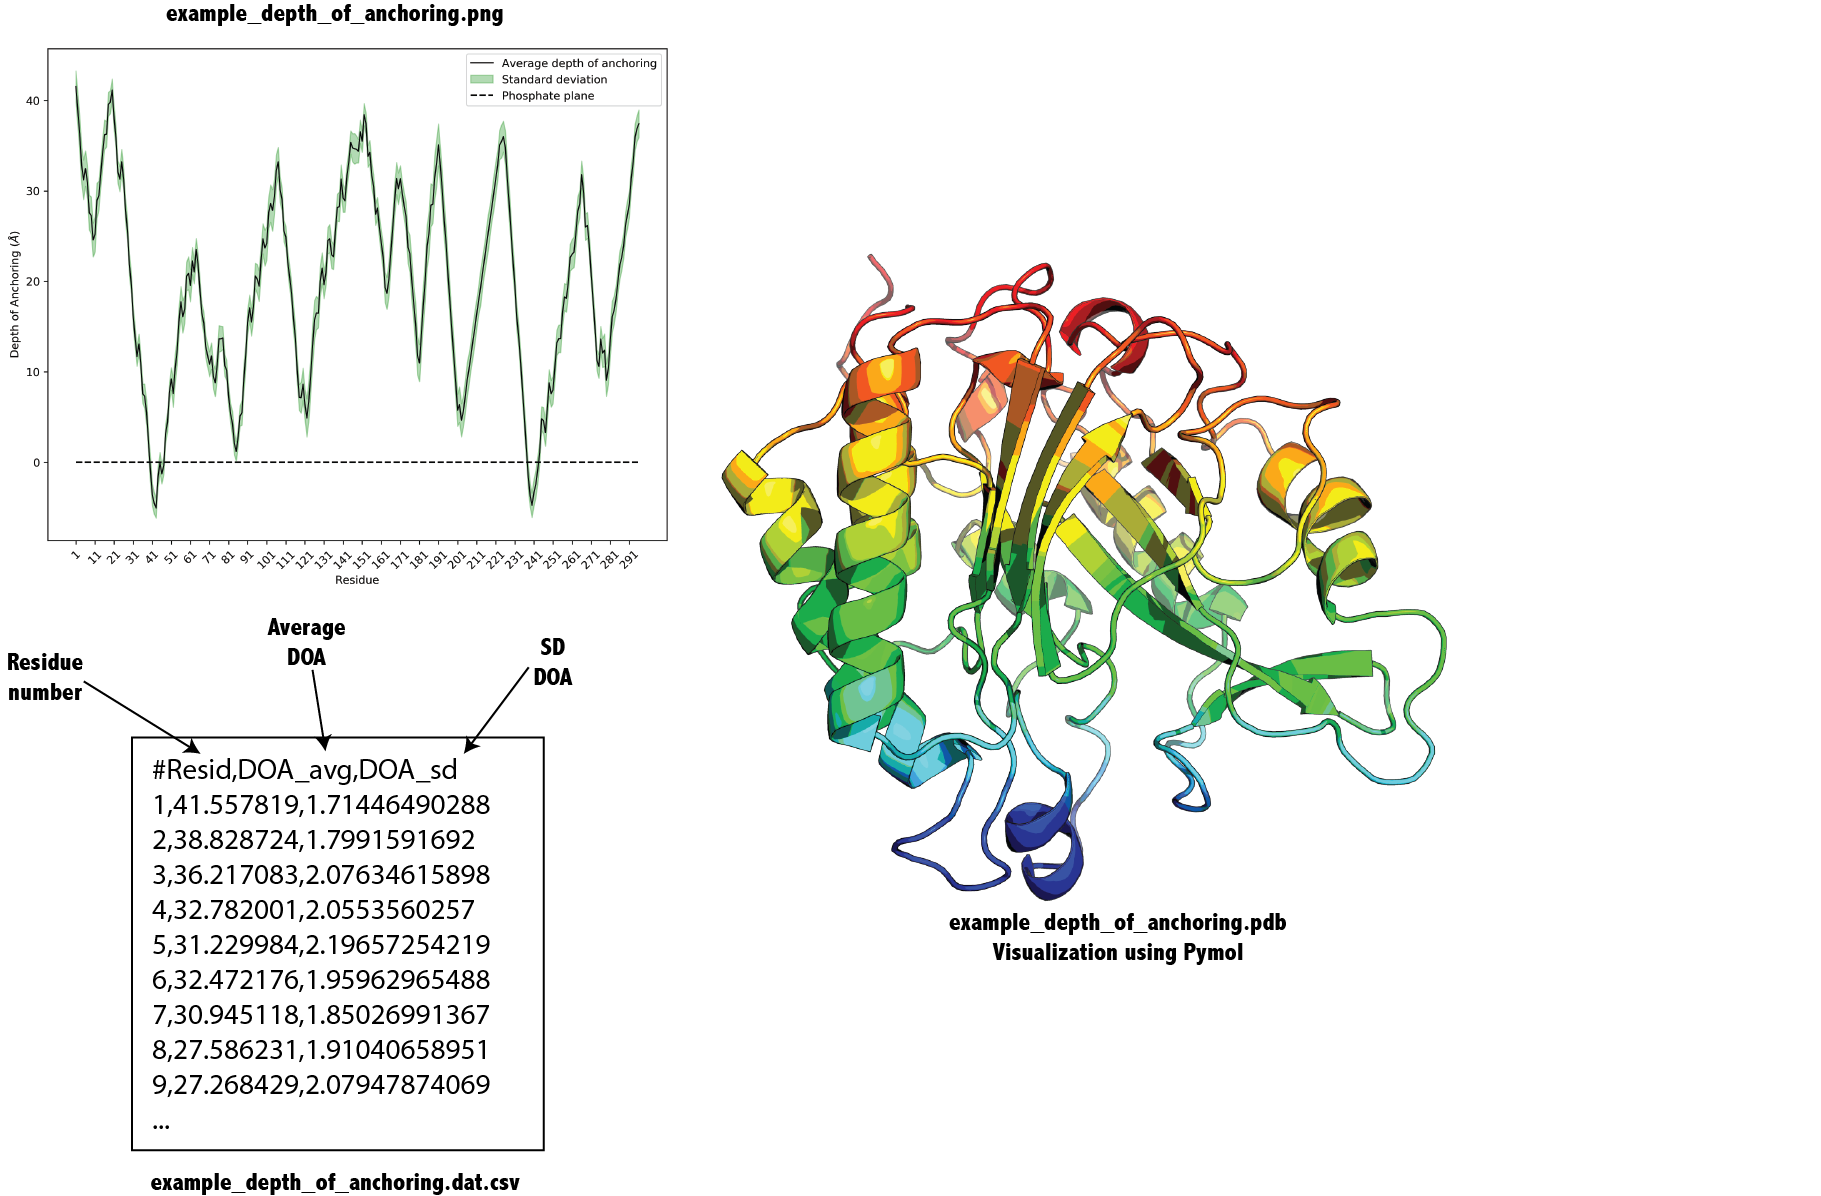 example_depth_of_anchoring.png
Average depth of anchoring
Standard deviation
Phosphate plane
Depth of Anchoring (Å)
40
30
20
10
0
1 11 21 31 41 51 61 71 81 91 101 111 121 131 141 151 161 171 181 191 201 211 221 231 241 251 261 271 281 291
Residue
Residue
number
Average
DOA
SD
DOA
#Resid,DOA_avg,DOA_sd
1,41.557819,1.71446490288
2,38.828724,1.7991591692
3,36.217083,2.07634615898
4,32.782001,2.0553560257
5,31.229984,2.19657254219
6,32.472176,1.95962965488
7,30.945118,1.85026991367
8,27.586231,1.91040658951
9,27.268429,2.07947874069
...
example_depth_of_anchoring.dat.csv
example_depth_of_anchoring.pdb
Visualization using Pymol